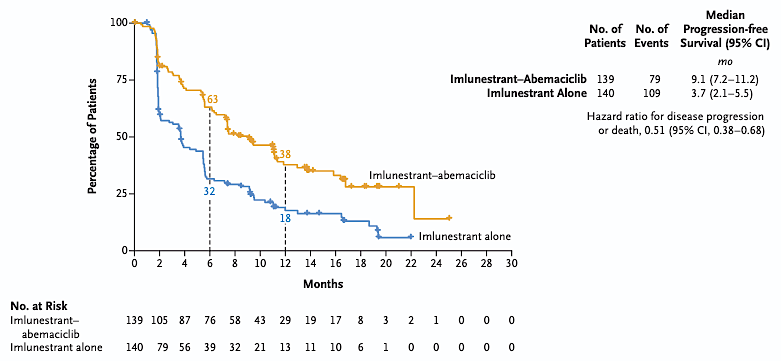 Median
No. of No. of Progression-free
Patients Events Survival (95% CI)
mo
Imlunestrant–Abemaciclib 139 79 9.1 (7.2–11.2)
Imlunestrant Alone 140 109 3.7 (2.1–5.5)
Hazard ratio for disease progression
or death, 0.51 (95% CI, 0.38–0.68)
Percentage of Patients
100
75
50
25
0
63
38
32
18
Imlunestrant–abemaciclib
Imlunestrant alone
0 2 4 6 8 10 12 14 16 18 20 22 24 26 28 30
Months
No. at Risk
Imlunestrant–
abemaciclib 139 105 87 76 58 43 29 19 17 8 3 2 1 0 0 0
Imlunestrant alone 140 79 56 39 32 21 13 11 10 6 1 0 0 0 0 0